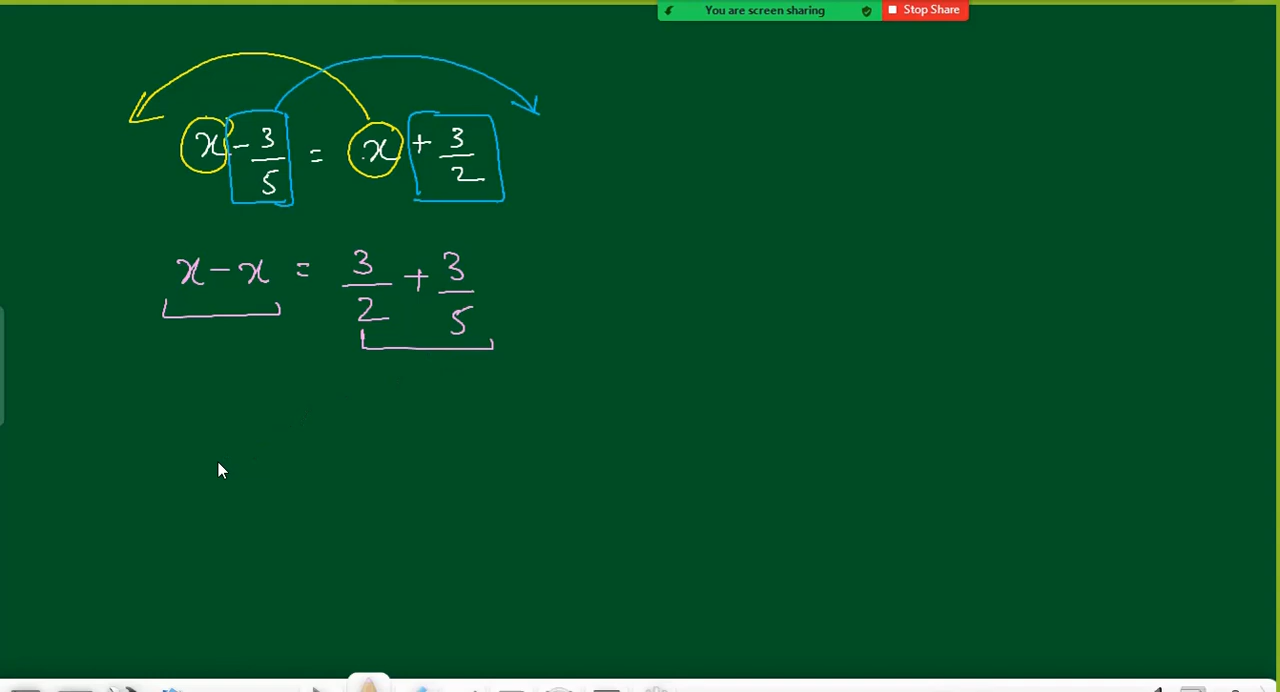 You are screen sharing Stop Share
x - 3/5 = x + 3/2
x - x = 3/2 + 3/5